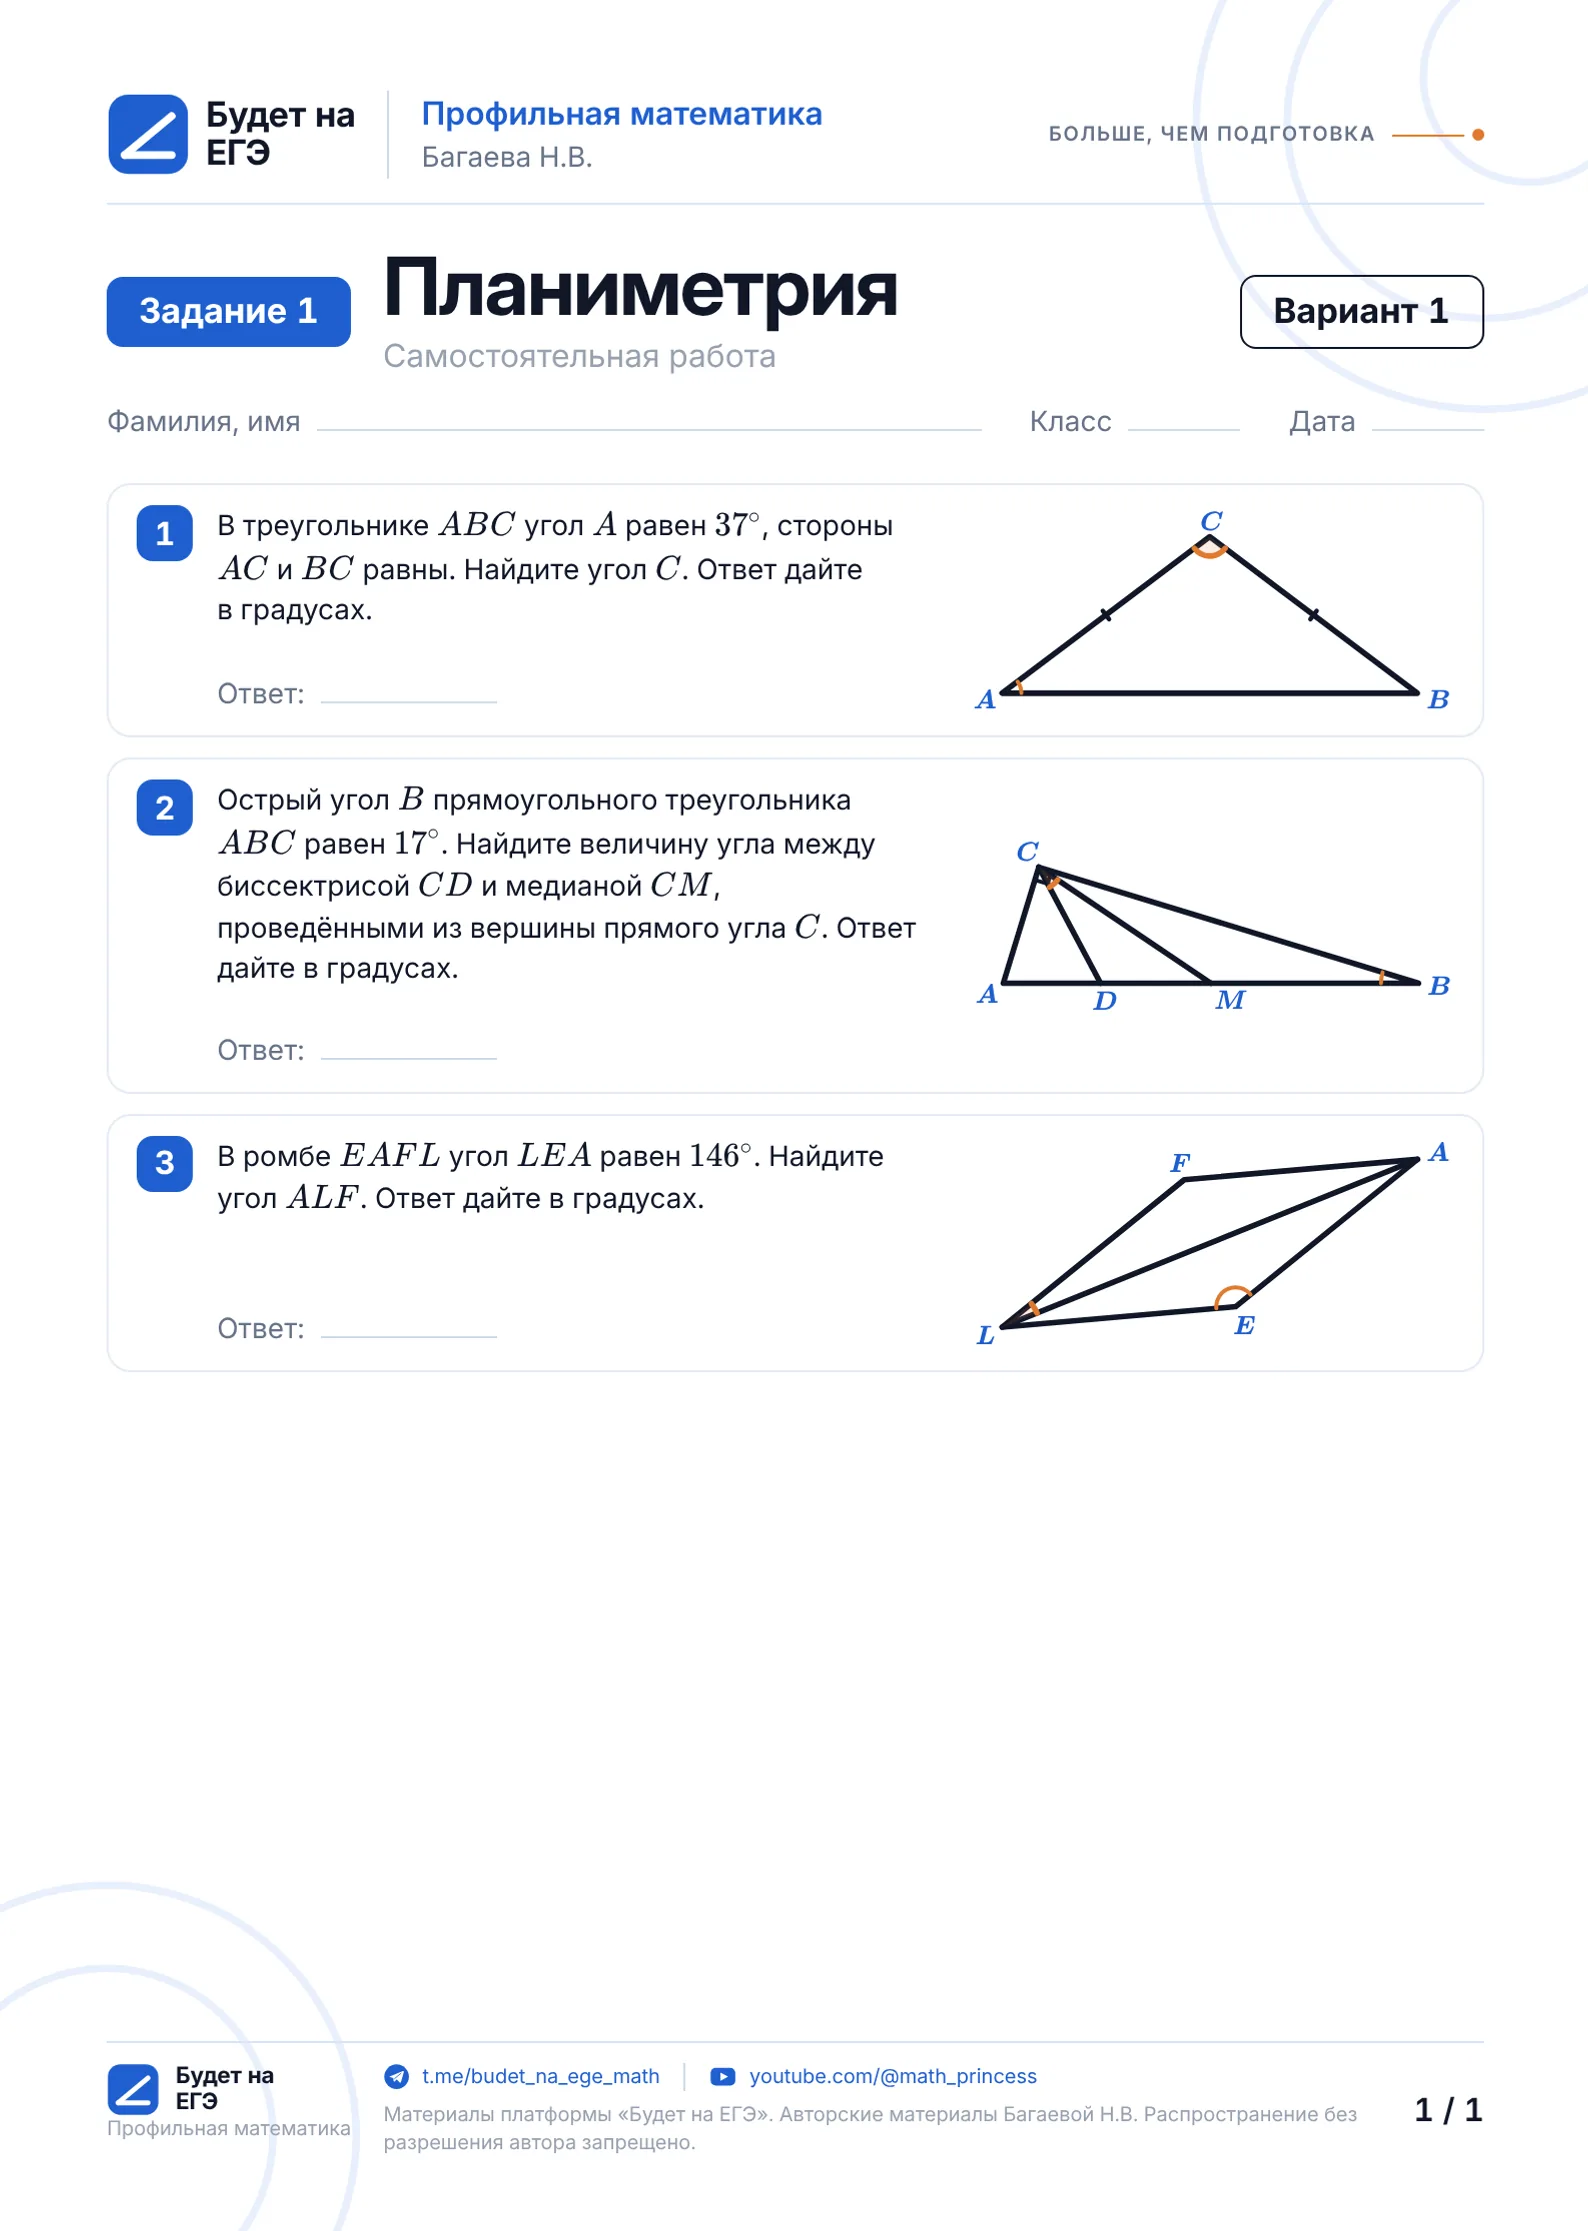 Будет на
ЕГЭ
Профильная математика
Багаева Н.В.
БОЛЬШЕ, ЧЕМ ПОДГОТОВКА
Задание 1
Планиметрия
Самостоятельная работа
Вариант 1
Фамилия, имя
Класс
Дата
1
В треугольнике ABC угол A равен 37°, стороны
AC и BC равны. Найдите угол C. Ответ дайте
в градусах.
Ответ:
C
A
B
2
Острый угол B прямоугольного треугольника
ABC равен 17°. Найдите величину угла между
биссектрисой CD и медианой CM,
проведёнными из вершины прямого угла C. Ответ
дайте в градусах.
Ответ:
C
A
D
M
B
3
В ромбе EAFL угол LEA равен 146°. Найдите
угол ALF. Ответ дайте в градусах.
Ответ:
F
A
L
E
Будет на
ЕГЭ
Профильная математика
t.me/budet_na_ege_math
youtube.com/@math_princess
Материалы платформы «Будет на ЕГЭ». Авторские материалы Багаевой Н.В. Распространение без
разрешения автора запрещено.
1 / 1